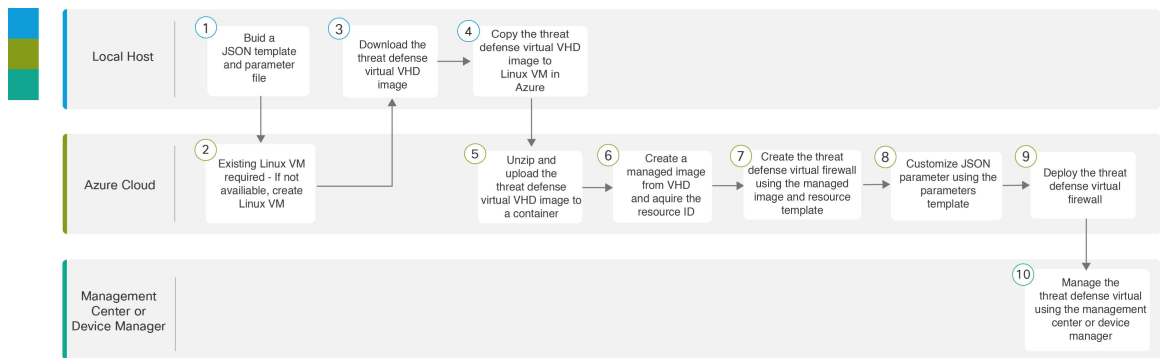 Local Host
1
Buid a
JSON template
and parameter
file
3
Download the
threat defense
virtual VHD
image
4
Copy the threat
defense virtual VHD
image to
Linux VM in
Azure
Azure Cloud
2
Existing Linux VM
required - If not
availiable, create
Linux VM
5
Unzip and
upload the
threat defense
virtual VHD image to
a container
6
Create a
managed image
from VHD
and aquire the
resource ID
7
Create the threat
defense virtual firewall
using the managed
image and resource
template
8
Customize JSON
parameter using the
parameters
template
9
Deploy the threat
defense virtual
firewall
Management
Center or
Device Manager
10
Manage the
threat defense virtual
using the management
center or device
manager